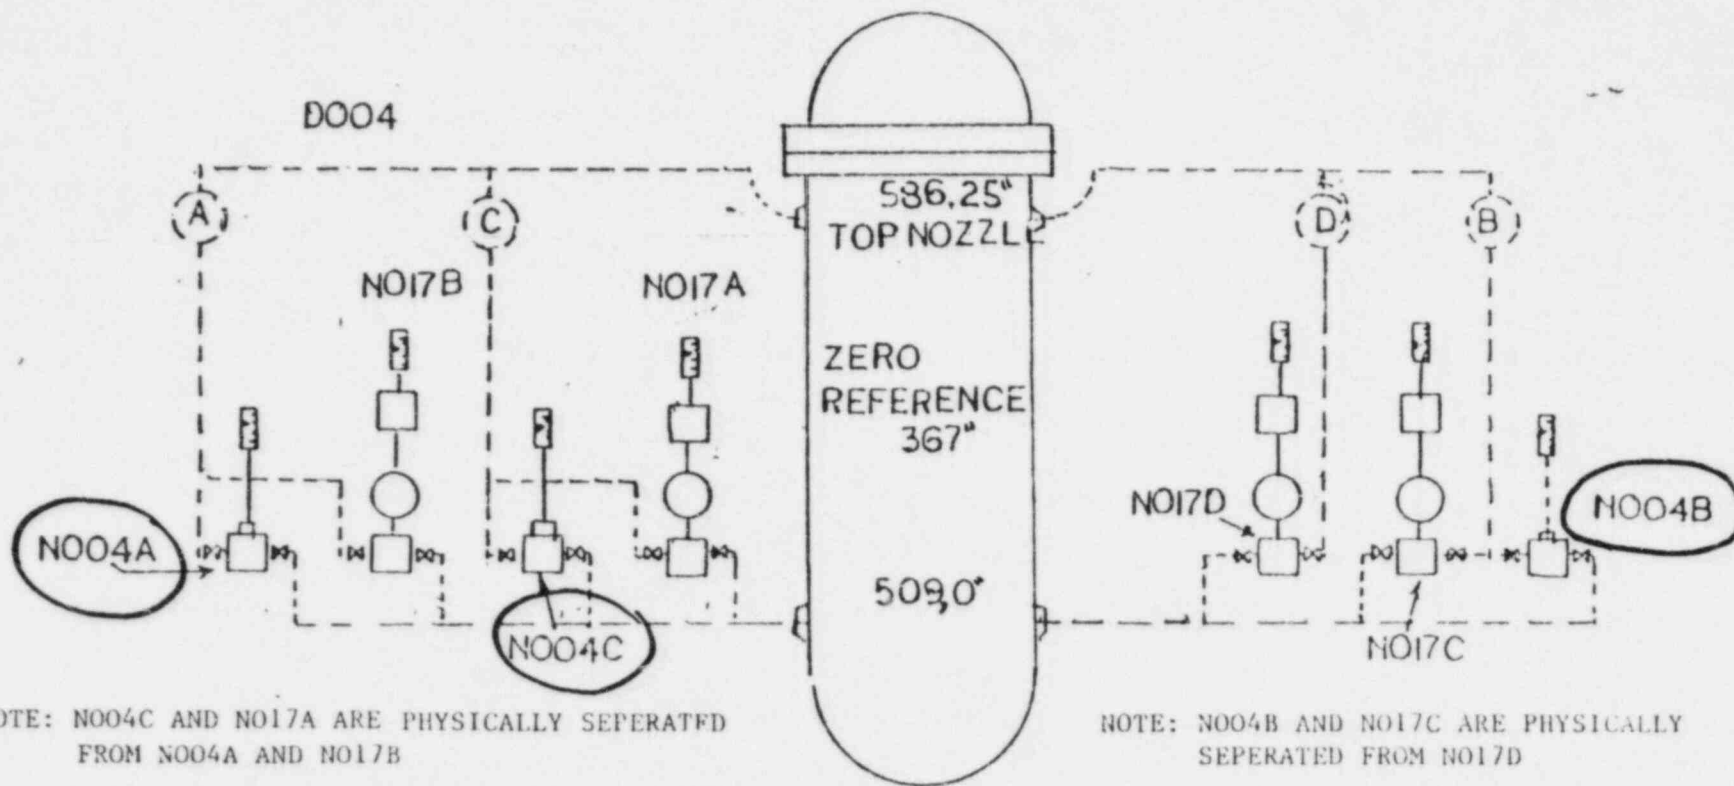 D004
586.25"
TOP NOZZLE
A
C
D
B
N017B
N017A
ZERO
REFERENCE
367"
N017D
N004B
N004A
509,0"
N004C
N017C
OTE: N004C AND N017A ARE PHYSICALLY SEPERATED
FROM N004A AND N017B
NOTE: N004B AND N017C ARE PHYSICALLY
SEPERATED FROM N017D